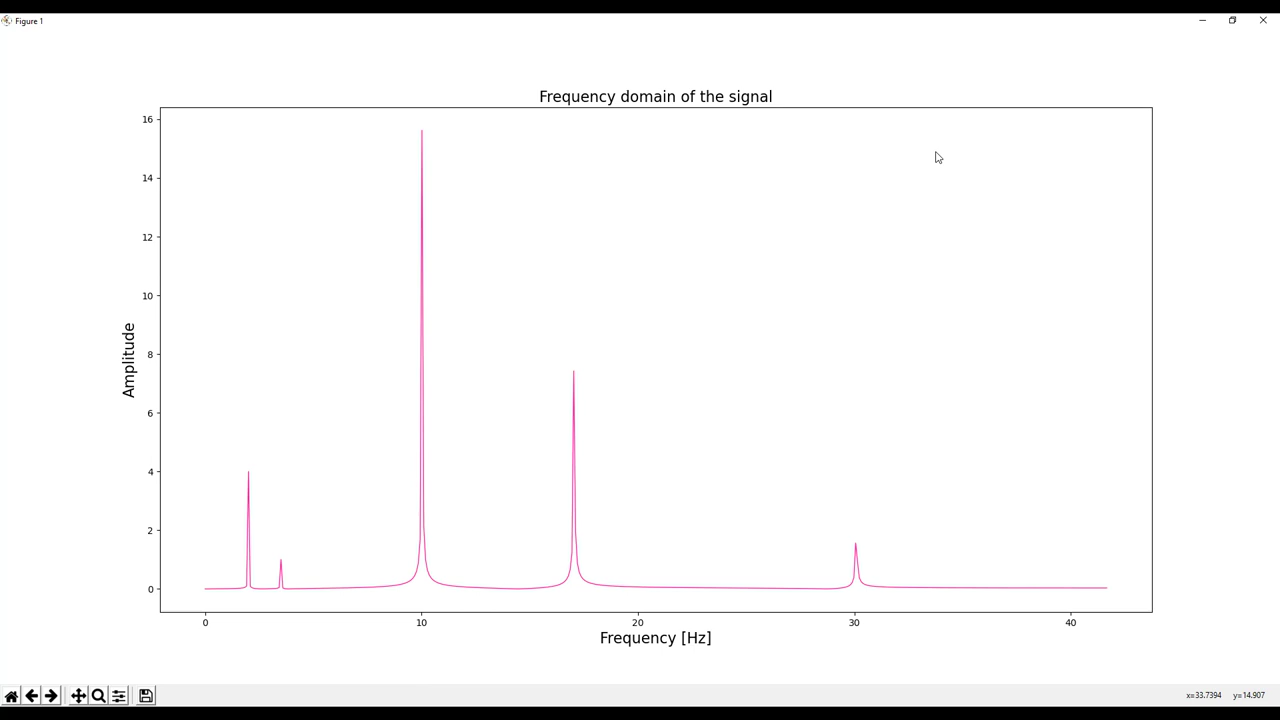 Figure 1
Frequency domain of the signal
16
14
12
10
8
6
4
2
0
Amplitude
0 10 20 30 40
Frequency [Hz]
x=33.7394 y=14.907